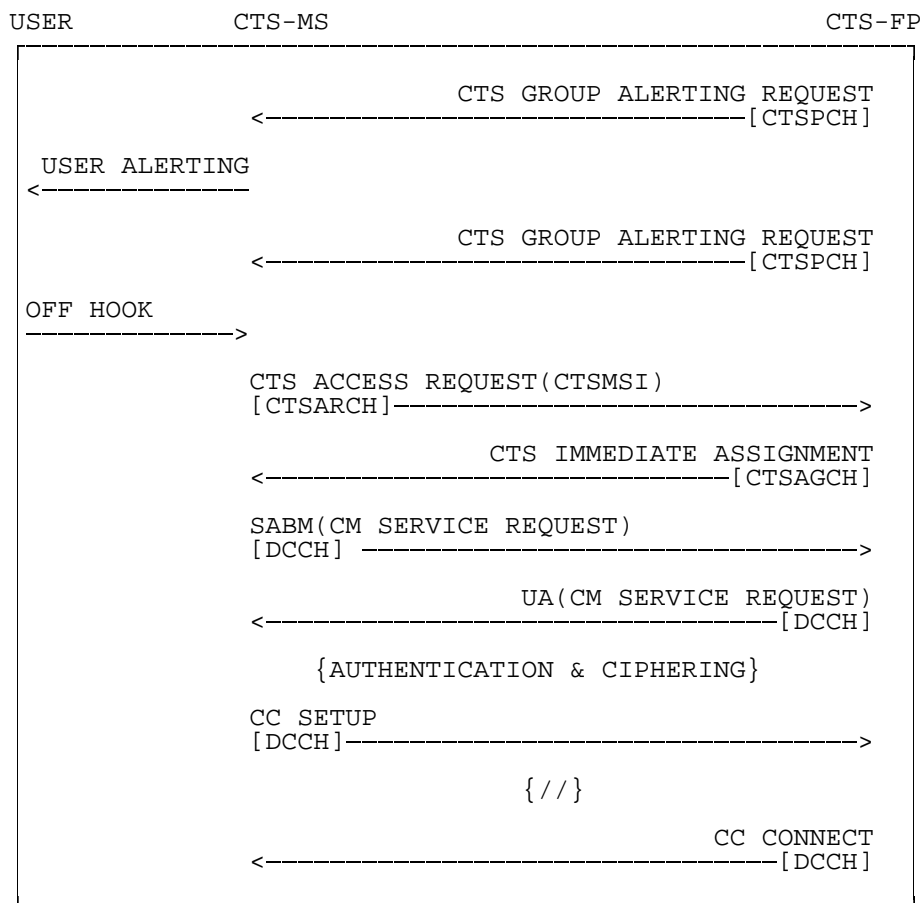 USER CTS-MS CTS-FP
CTS GROUP ALERTING REQUEST
[CTSPCH]
USER ALERTING
CTS GROUP ALERTING REQUEST
[CTSPCH]
OFF HOOK
CTS ACCESS REQUEST(CTSMSI)
[CTSARCH]
CTS IMMEDIATE ASSIGNMENT
[CTSAGCH]
SABM(CM SERVICE REQUEST)
[DCCH]
UA(CM SERVICE REQUEST)
[DCCH]
{AUTHENTICATION & CIPHERING}
CC SETUP
[DCCH]
{//}
CC CONNECT
[DCCH]